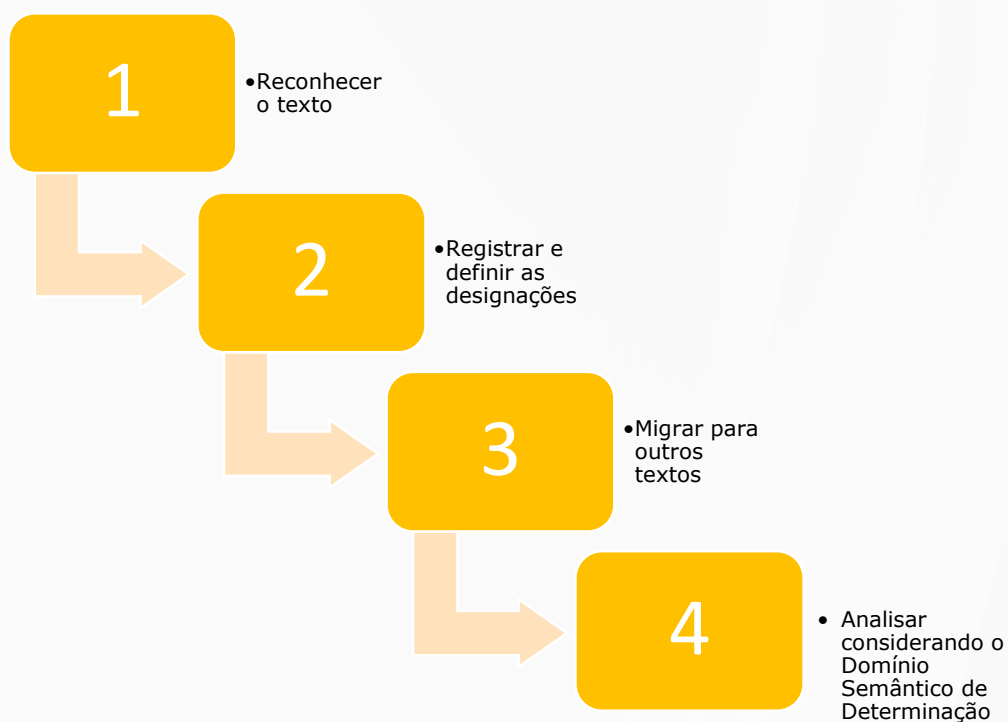 1
•Reconhecer
o texto
2
•Registrar e
definir as
designações
3
•Migrar para
outros
textos
4
• Analisar
considerando o
Domínio
Semântico de
Determinação